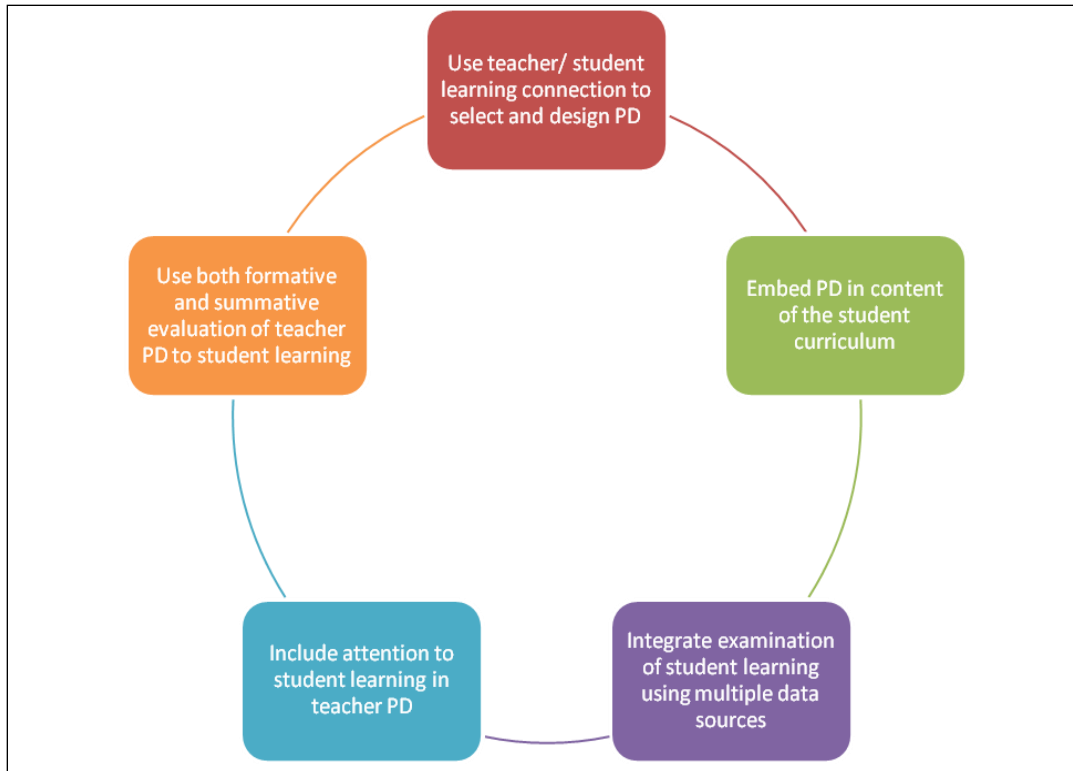 Use teacher/ student
learning connection to
select and design PD
Embed PD in content
of the student
curriculum
Integrate examination
of student learning
using multiple data
sources
Include attention to
student learning in
teacher PD
Use both formative
and summative
evaluation of teacher
PD to student learning